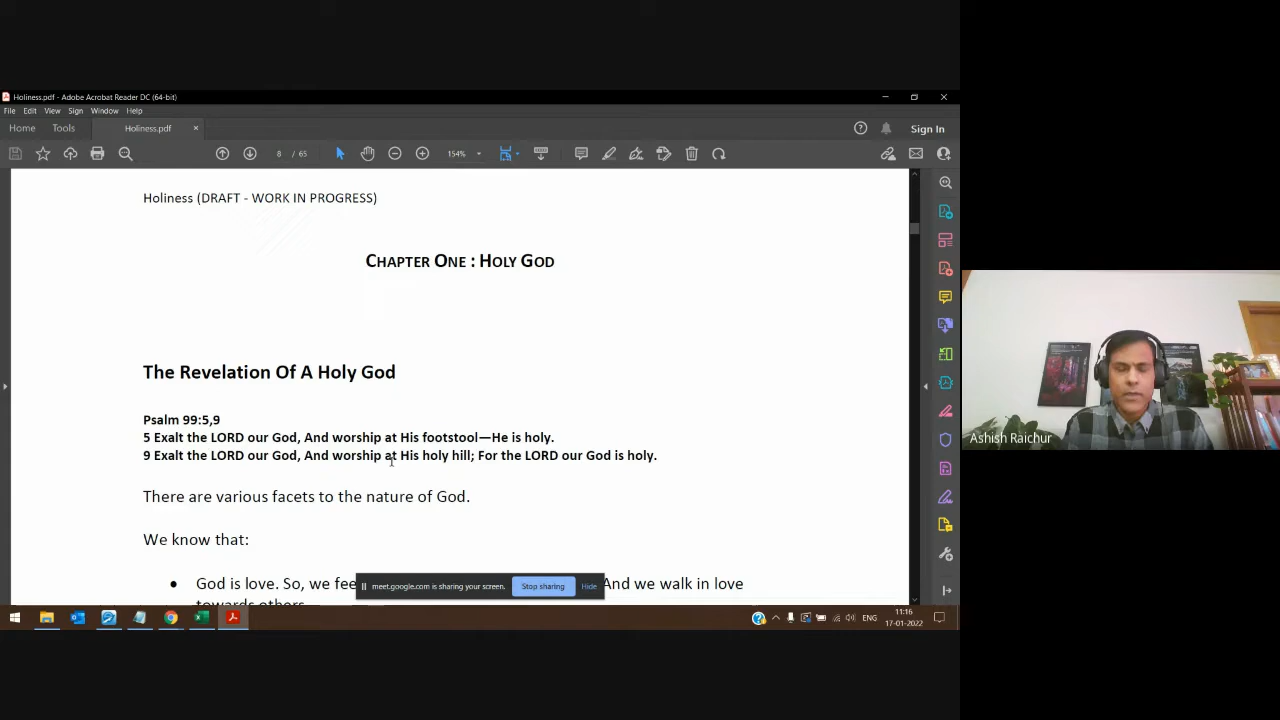 Holiness.pdf - Adobe Acrobat Reader DC (64-bit)
File Edit View Sign Window Help
Home Tools Holiness.pdf × Sign In
8 / 65 154%
Holiness (DRAFT - WORK IN PROGRESS)
CHAPTER ONE : HOLY GOD
The Revelation Of A Holy God
Psalm 99:5,9
5 Exalt the LORD our God, And worship at His footstool—He is holy.
9 Exalt the LORD our God, And worship at His holy hill; For the LORD our God is holy.
There are various facets to the nature of God.
We know that:
• God is love. So, we fee And we walk in love
towards others
meet.google.com is sharing your screen. Stop sharing Hide
ENG 11:16
17-01-2022
Ashish Raichur